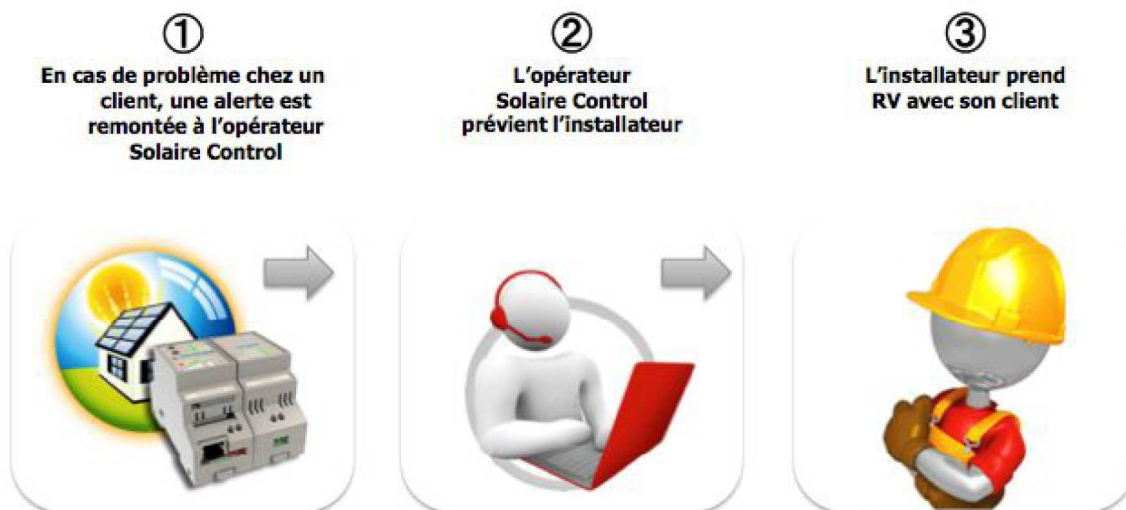 ①
En cas de problème chez un
client, une alerte est
remontée à l'opérateur
Solaire Control
②
L'opérateur
Solaire Control
prévient l'installateur
③
L'installateur prend
RV avec son client